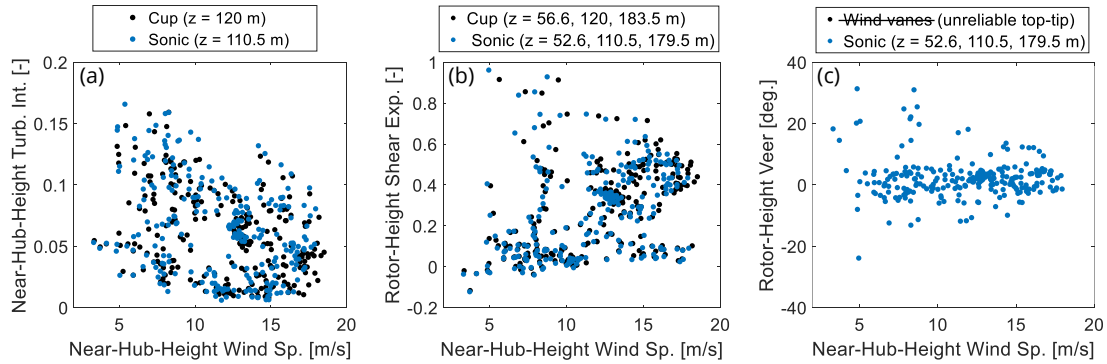 Cup (z = 120 m)
Sonic (z = 110.5 m)
Cup (z = 56.6, 120, 183.5 m)
Sonic (z = 52.6, 110.5, 179.5 m)
Wind vanes (unreliable top-tip)
Sonic (z = 52.6, 110.5, 179.5 m)
(a)
Near-Hub-Height Turb. Int. [-]
0.2
0.15
0.1
0.05
0
5 10 15 20
Near-Hub-Height Wind Sp. [m/s]
(b)
Rotor-Height Shear Exp. [-]
1
0.8
0.6
0.4
0.2
0
-0.2
5 10 15 20
Near-Hub-Height Wind Sp. [m/s]
(c)
Rotor-Height Veer [deg.]
40
20
0
-20
-40
5 10 15 20
Near-Hub-Height Wind Sp. [m/s]